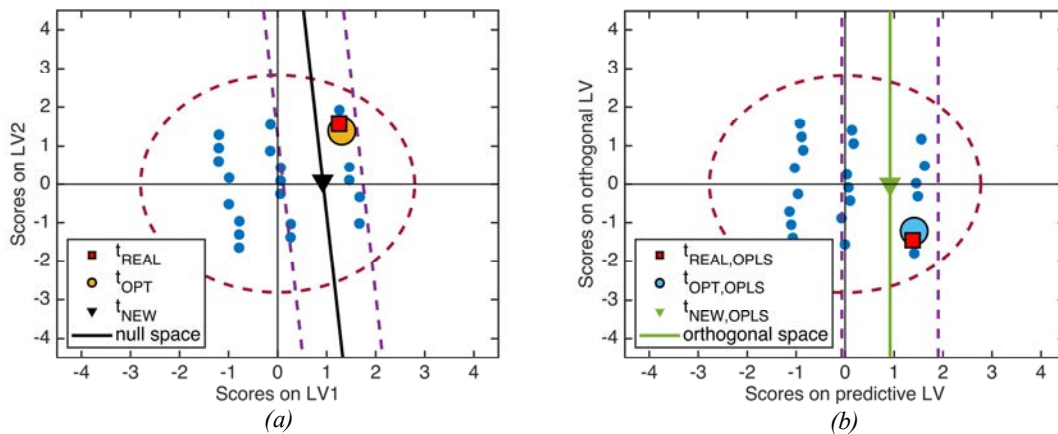 4
3
2
1
0
-1
-2
-3
-4
Scores on LV2
t_REAL
t_OPT
t_NEW
null space
-4 -3 -2 -1 0 1 2 3 4
Scores on LV1
(a)
4
3
2
1
0
-1
-2
-3
-4
Scores on orthogonal LV
t_REAL,OPLS
t_OPT,OPLS
t_NEW,OPLS
orthogonal space
-4 -3 -2 -1 0 1 2 3 4
Scores on predictive LV
(b)